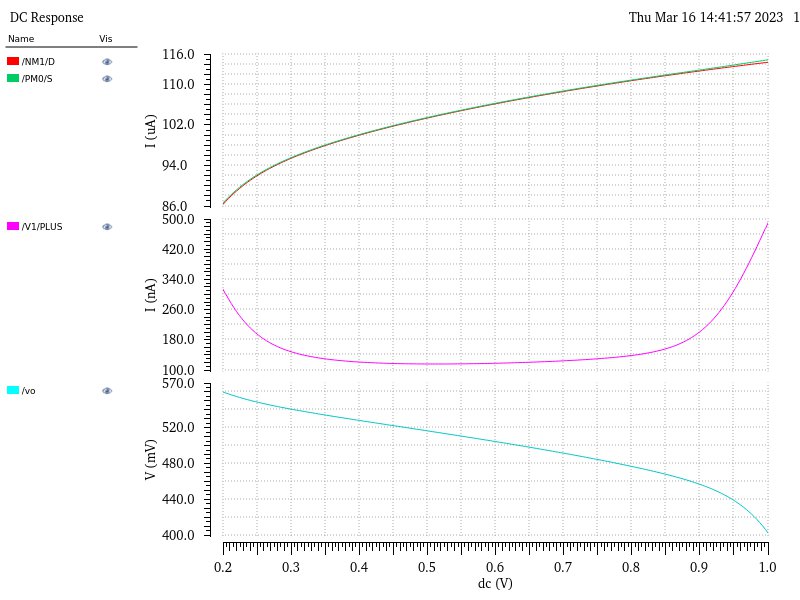 DC Response
Thu Mar 16 14:41:57 2023 1
Name Vis
/NM1/D
/PM0/S
116.0
110.0
102.0
94.0
86.0
I (uA)
/V1/PLUS
500.0
420.0
340.0
260.0
180.0
100.0
I (nA)
/vo
570.0
520.0
480.0
440.0
400.0
V (mV)
0.2 0.3 0.4 0.5 0.6 0.7 0.8 0.9 1.0
dc (V)